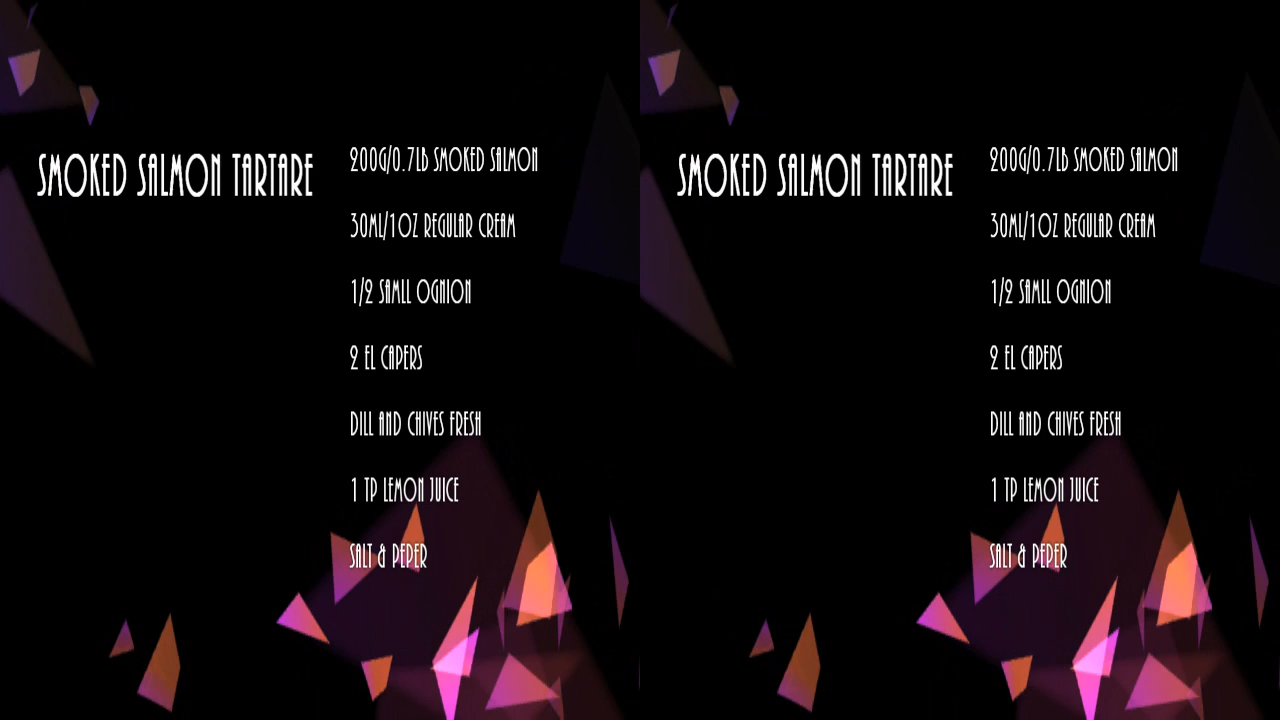 SMOKED SALMON TARTARE
200G/0.7LB SMOKED SALMON
30ML/1OZ REGULAR CREAM
1/2 SAMLL OGNION
2 EL CAPERS
DILL AND CHIVES FRESH
1 TP LEMON JUICE
SALT & PEPER
SMOKED SALMON TARTARE
200G/0.7LB SMOKED SALMON
30ML/1OZ REGULAR CREAM
1/2 SAMLL OGNION
2 EL CAPERS
DILL AND CHIVES FRESH
1 TP LEMON JUICE
SALT & PEPER